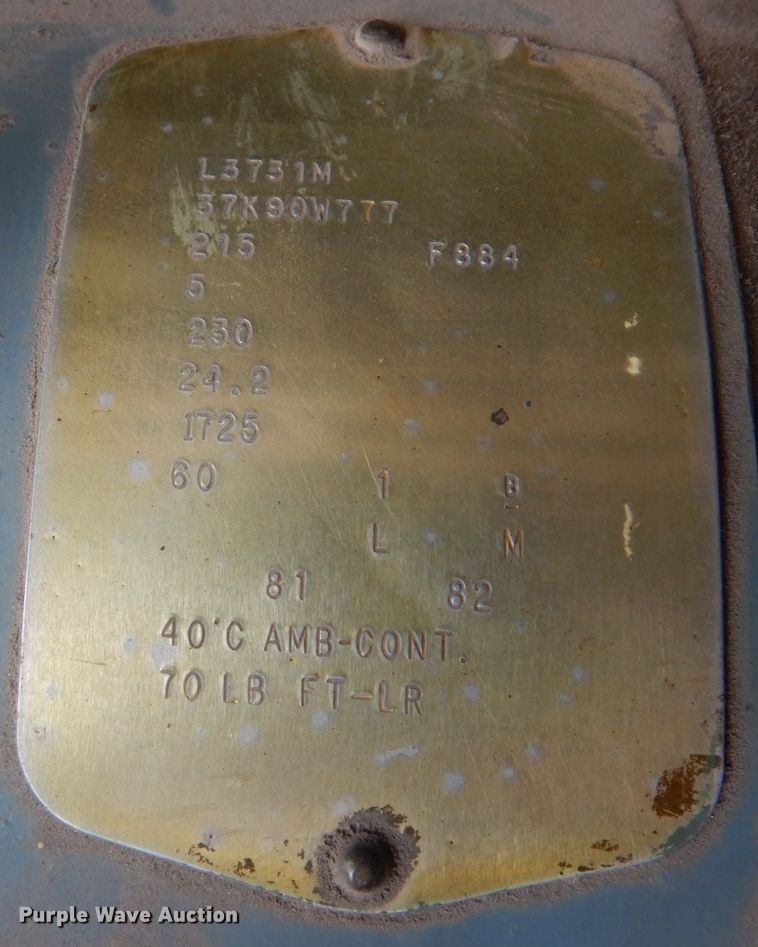 L3731M
37K90W777
215 F884
5
230
24.2
1725
60 1 B
L M
81 82
40°C AMB-CONT.
70 LB FT-LR
Purple Wave Auction